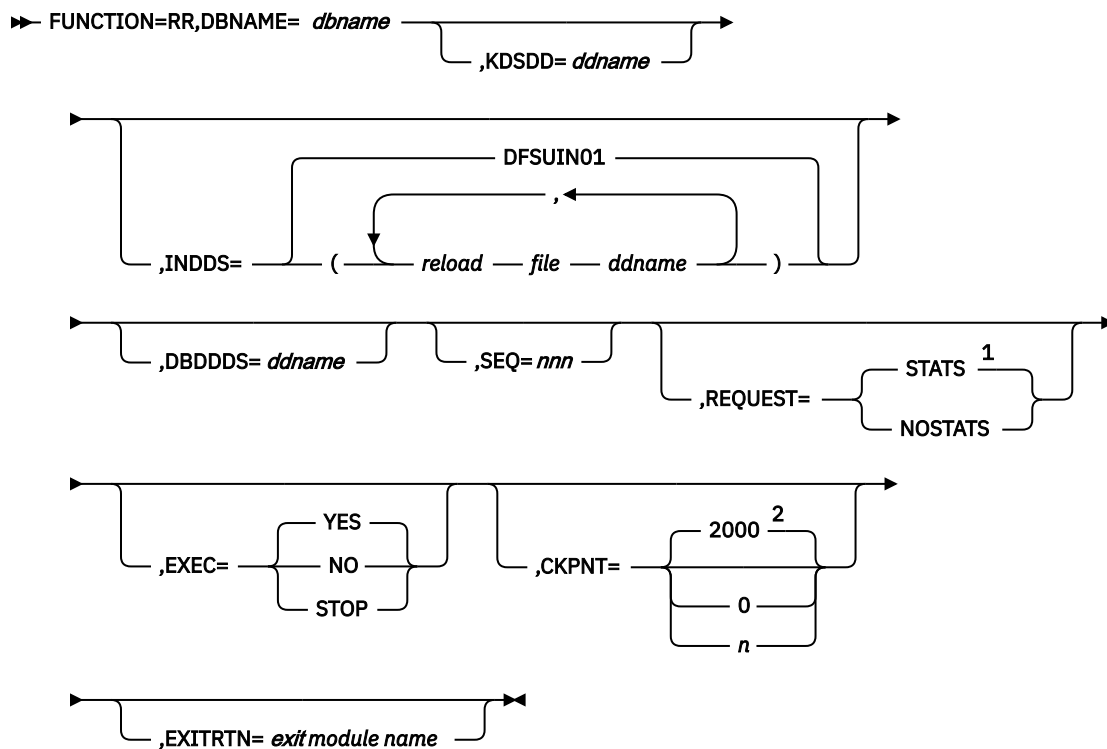 FUNCTION=RR,DBNAME= dbname
,KDSDD= ddname
DFSUIN01
,
,INDDS= ( reload file ddname )
,DBDDDS= ddname ,SEQ= nnn STATS 1
,REQUEST=
NOSTATS
YES 2000 2
,EXEC= NO ,CKPNT=
STOP 0
n
,EXITRTN= exit module name